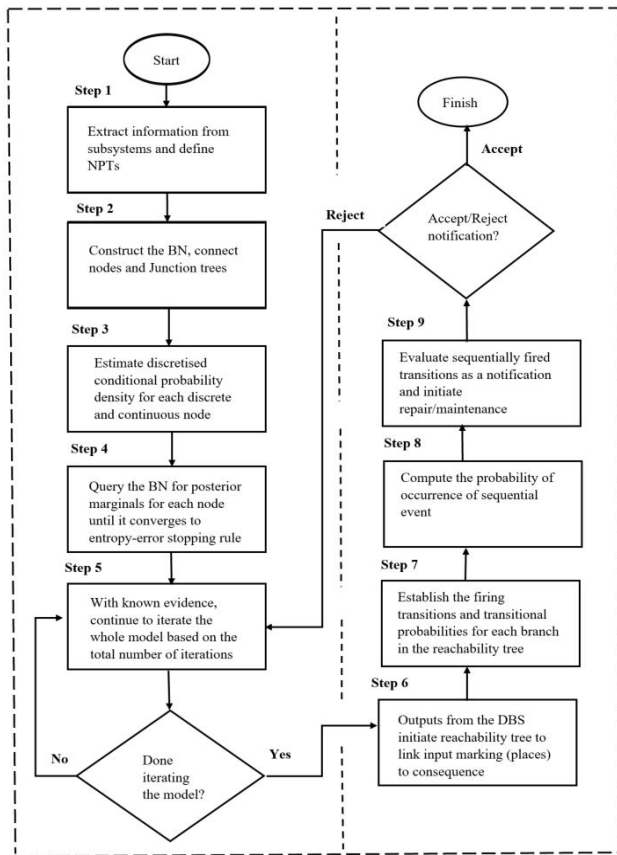 Start
Step 1
Extract information from
subsystems and define
NPTs
Step 2
Construct the BN, connect
nodes and Junction trees
Step 3
Estimate discretised
conditional probability
density for each discrete
and continuous node
Step 4
Query the BN for posterior
marginals for each node
until it converges to
entropy-error stopping rule
Step 5
With known evidence,
continue to iterate the
whole model based on the
total number of iterations
No
Done
iterating
the model?
Yes
Step 6
Outputs from the DBS
initiate reachability tree to
link input marking (places)
to consequence
Step 7
Establish the firing
transitions and transitional
probabilities for each branch
in the reachability tree
Step 8
Compute the probability of
occurrence of sequential
event
Step 9
Evaluate sequentially fired
transitions as a notification
and initiate
repair/maintenance
Reject
Accept/Reject
notification?
Accept
Finish